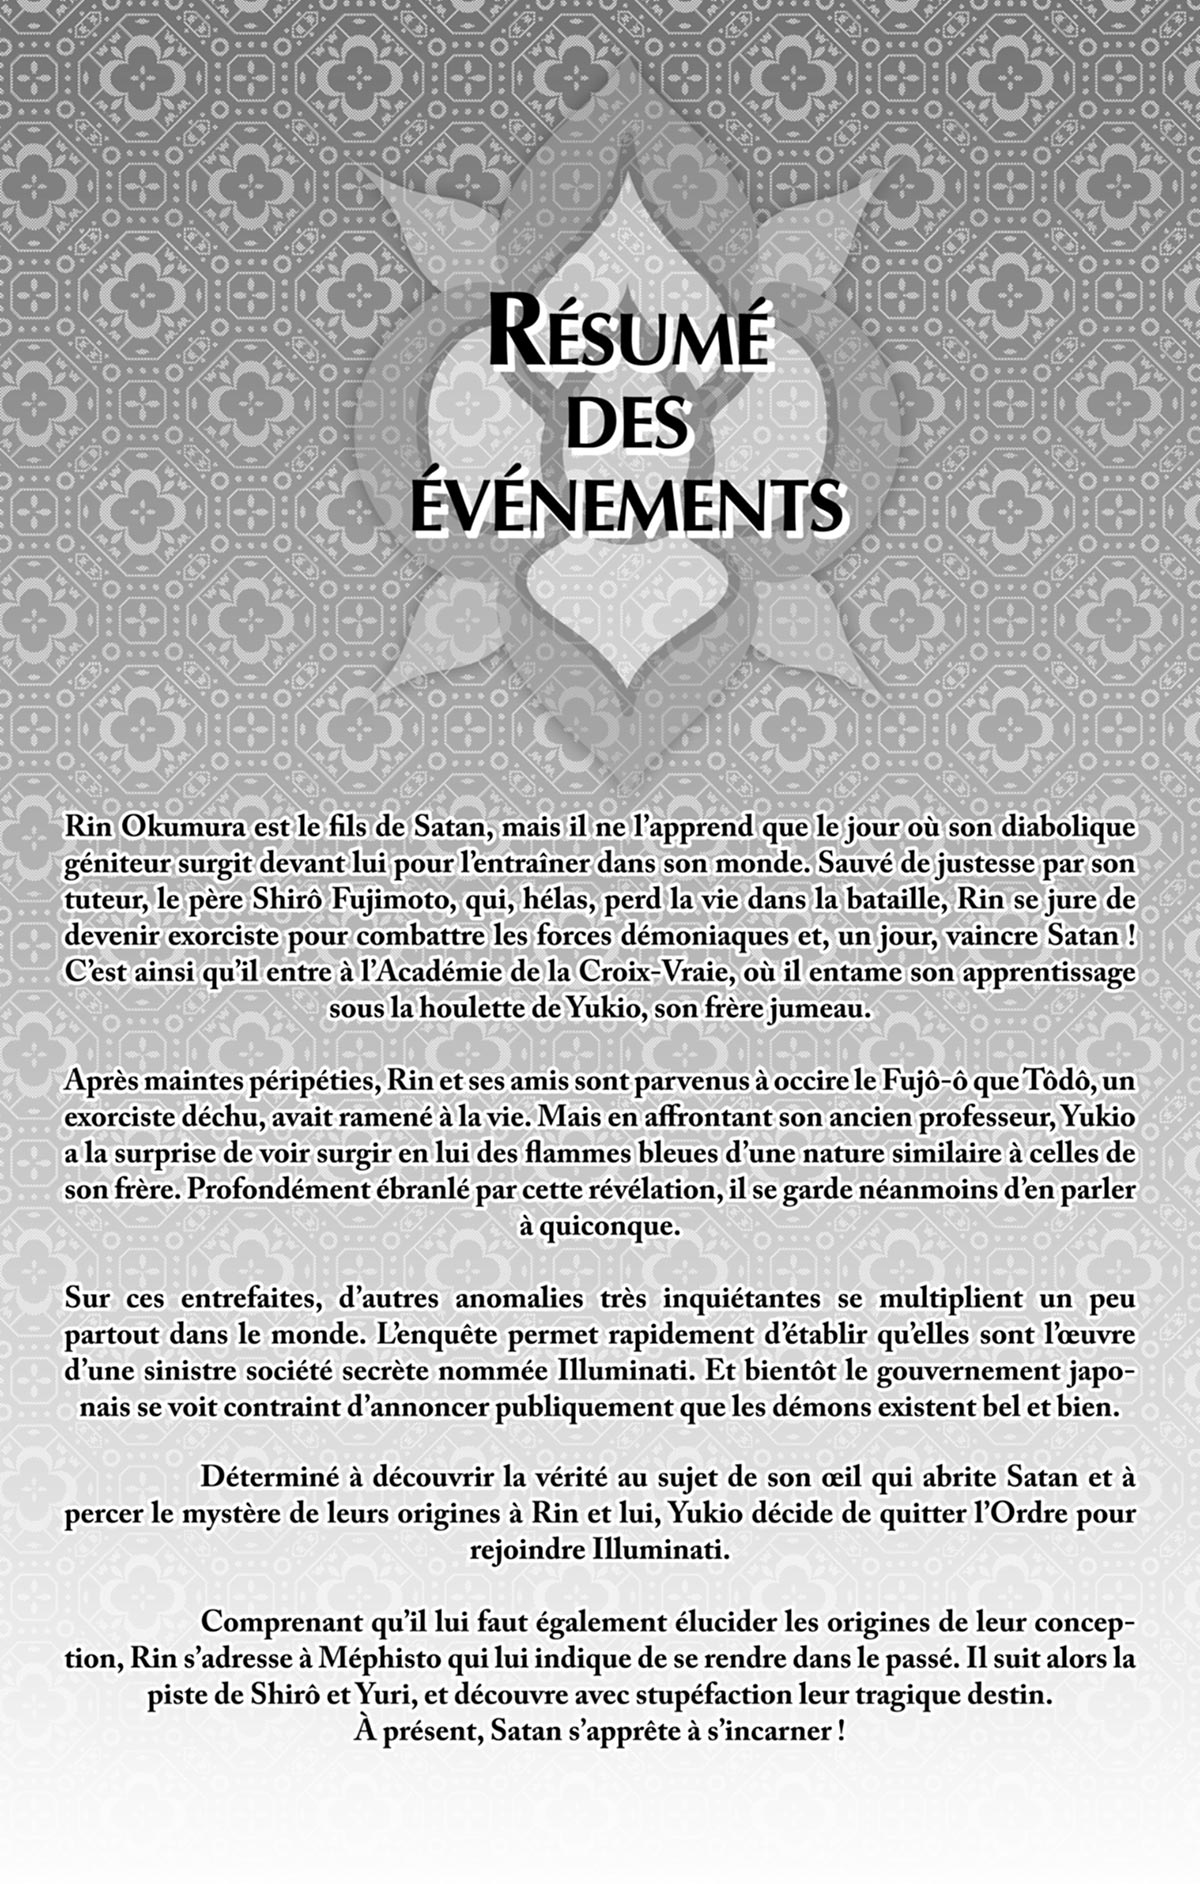 RÉSUMÉ
DES
ÉVÉNEMENTS
Rin Okumura est le fils de Satan, mais il ne l’apprend que le jour où son diabolique
géniteur surgit devant lui pour l’entraîner dans son monde. Sauvé de justesse par son
tuteur, le père Shirô Fujimoto, qui, hélas, perd la vie dans la bataille, Rin se jure de
devenir exorciste pour combattre les forces démoniaques et, un jour, vaincre Satan !
C’est ainsi qu’il entre à l’Académie de la Croix-Vraie, où il entame son apprentissage
sous la houlette de Yukio, son frère jumeau.
Après maintes péripéties, Rin et ses amis sont parvenus à occire le Fujô-ô que Tôdô, un
exorciste déchu, avait ramené à la vie. Mais en affrontant son ancien professeur, Yukio
a la surprise de voir surgir en lui des flammes bleues d’une nature similaire à celles de
son frère. Profondément ébranlé par cette révélation, il se garde néanmoins d’en parler
à quiconque.
Sur ces entrefaites, d’autres anomalies très inquiétantes se multiplient un peu
partout dans le monde. L’enquête permet rapidement d’établir qu’elles sont l’œuvre
d’une sinistre société secrète nommée Illuminati. Et bientôt le gouvernement japo-
nais se voit contraint d’annoncer publiquement que les démons existent bel et bien.
Déterminé à découvrir la vérité au sujet de son œil qui abrite Satan et à
percer le mystère de leurs origines à Rin et lui, Yukio décide de quitter l’Ordre pour
rejoindre Illuminati.
Comprenant qu’il lui faut également élucider les origines de leur concep-
tion, Rin s’adresse à Méphisto qui lui indique de se rendre dans le passé. Il suit alors la
piste de Shirô et Yuri, et découvre avec stupéfaction leur tragique destin.
À présent, Satan s’apprête à s’incarner !